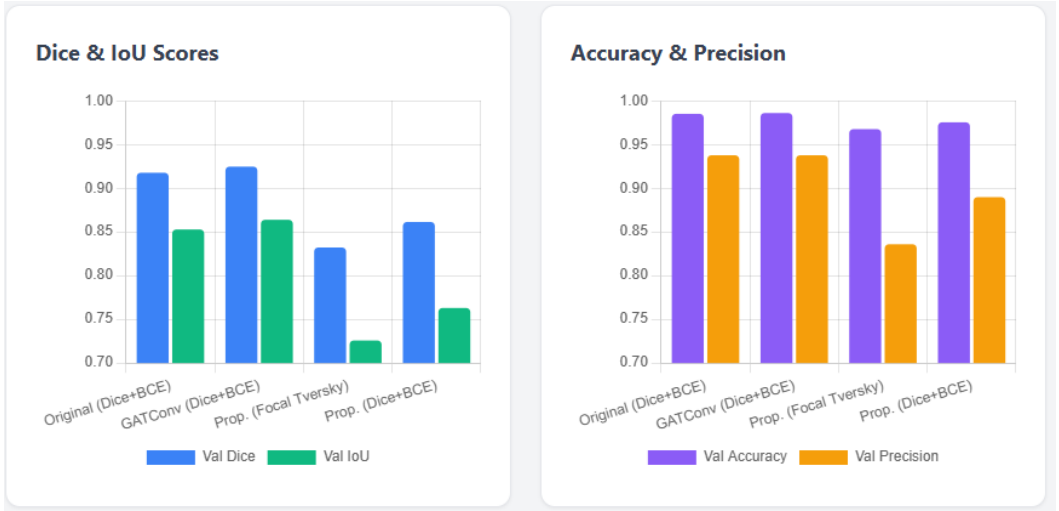 Dice & IoU Scores
1.00
0.95
0.90
0.85
0.80
0.75
0.70
Original (Dice+BCE)
GATConv (Dice+BCE)
Prop. (Focal Tversky)
Prop. (Dice+BCE)
Val Dice
Val IoU
Accuracy & Precision
1.00
0.95
0.90
0.85
0.80
0.75
0.70
Original (Dice+BCE)
GATConv (Dice+BCE)
Prop. (Focal Tversky)
Prop. (Dice+BCE)
Val Accuracy
Val Precision